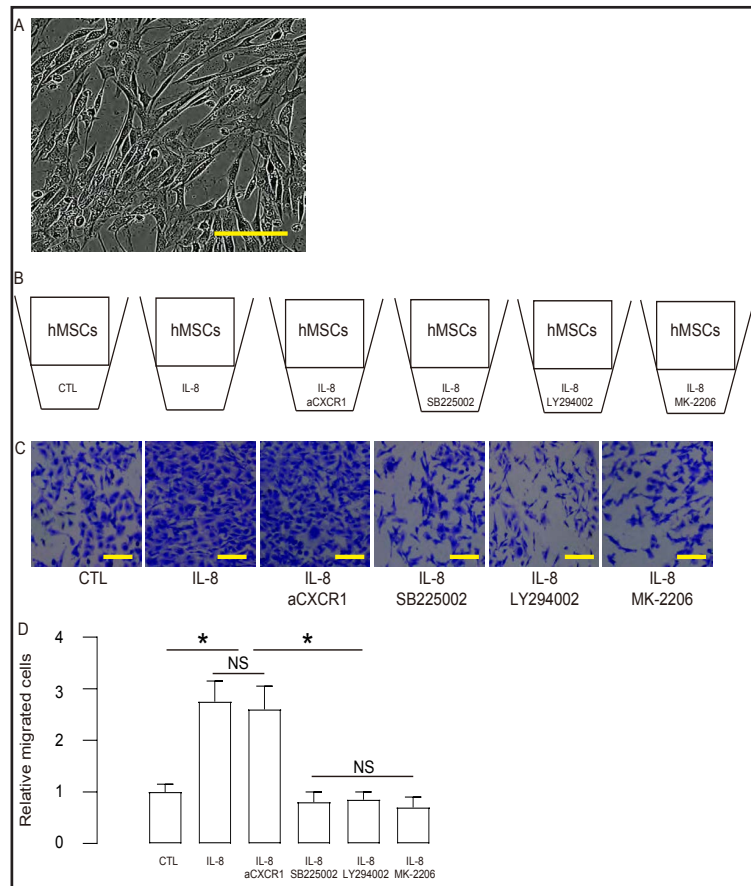 A
B
hMSCs hMSCs hMSCs hMSCs hMSCs hMSCs
CTL IL-8 IL-8 IL-8 IL-8 IL-8
aCXCR1 SB225002 LY294002 MK-2206
C
CTL IL-8 IL-8 IL-8 IL-8 IL-8
aCXCR1 SB225002 LY294002 MK-2206
D
Relative migrated cells
4
3
2
1
0
* *
NS
NS
CTL IL-8 IL-8 IL-8 IL-8 IL-8
aCXCR1 SB225002 LY294002 MK-2206